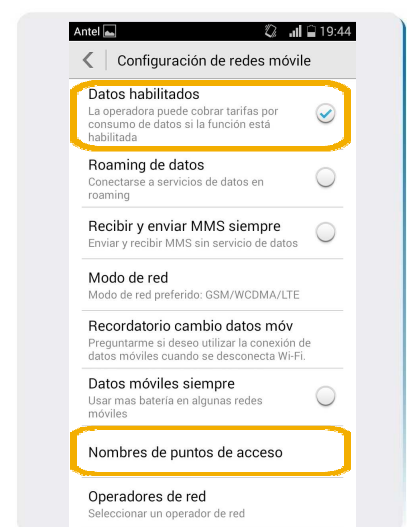 Antel 19:44
Configuración de redes móvile
Datos habilitados
La operadora puede cobrar tarifas por
consumo de datos si la función está
habilitada
Roaming de datos
Conectarse a servicios de datos en
roaming
Recibir y enviar MMS siempre
Enviar y recibir MMS sin servicio de datos
Modo de red
Modo de red preferido: GSM/WCDMA/LTE
Recordatorio cambio datos móv
Preguntarme si deseo utilizar la conexión de
datos móviles cuando se desconecta Wi-Fi.
Datos móviles siempre
Usar mas batería en algunas redes
móviles
Nombres de puntos de acceso
Operadores de red
Seleccionar un operador de red